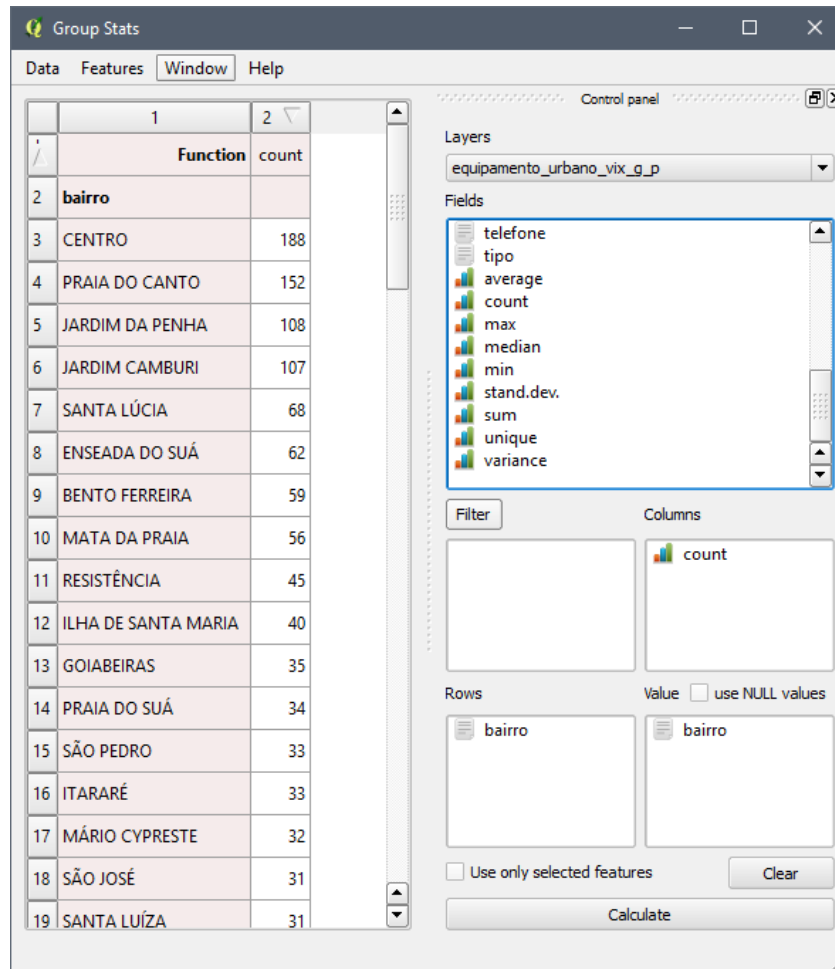 Group Stats
Data Features Window Help
1 2
Function count
2 bairro
3 CENTRO 188
4 PRAIA DO CANTO 152
5 JARDIM DA PENHA 108
6 JARDIM CAMBURI 107
7 SANTA LÚCIA 68
8 ENSEADA DO SUÁ 62
9 BENTO FERREIRA 59
10 MATA DA PRAIA 56
11 RESISTÊNCIA 45
12 ILHA DE SANTA MARIA 40
13 GOIABEIRAS 35
14 PRAIA DO SUÁ 34
15 SÃO PEDRO 33
16 ITARARÉ 33
17 MÁRIO CYPRESTE 32
18 SÃO JOSÉ 31
19 SANTA LUÍZA 31
Control panel
Layers
equipamento_urbano_vix_g_p
Fields
telefone
tipo
average
count
max
median
min
stand.dev.
sum
unique
variance
Filter Columns
count
Rows Value use NULL values
bairro bairro
Use only selected features Clear
Calculate